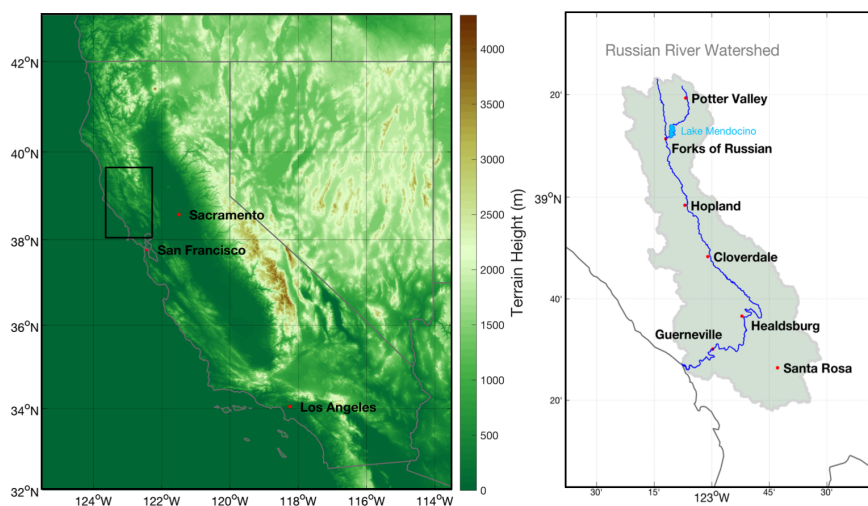 42°N
40°N
38°N
36°N
34°N
32°N
124°W
122°W
120°W
118°W
116°W
114°W
Sacramento
San Francisco
Los Angeles
4000
3500
3000
2500
2000
1500
1000
500
0
Terrain Height (m)
Russian River Watershed
20'
39°N
40'
20'
Potter Valley
Lake Mendocino
Forks of Russian
Hopland
Cloverdale
Healdsburg
Guerneville
Santa Rosa
30'
15'
123°W
45'
30'